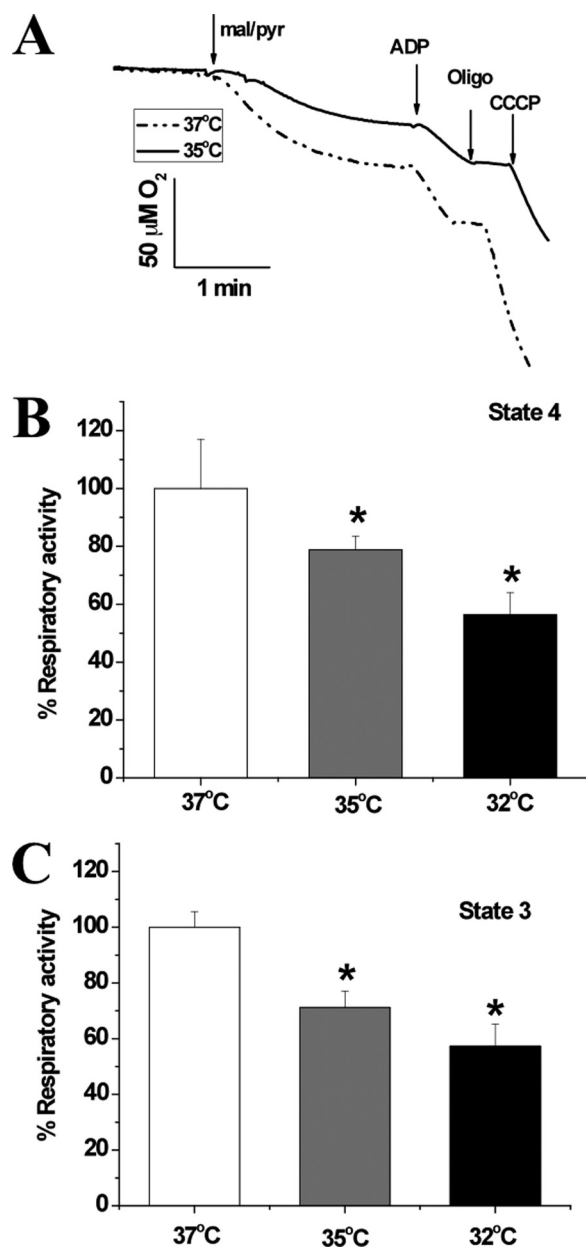 A
mal/pyr
ADP
Oligo
CCCP
37°C
35°C
50 μM O2
1 min
B
State 4
% Respiratory activity
120
100
80
60
40
20
0
37°C
35°C
32°C
*
*
C
State 3
% Respiratory activity
120
100
80
60
40
20
0
37°C
35°C
32°C
*
*